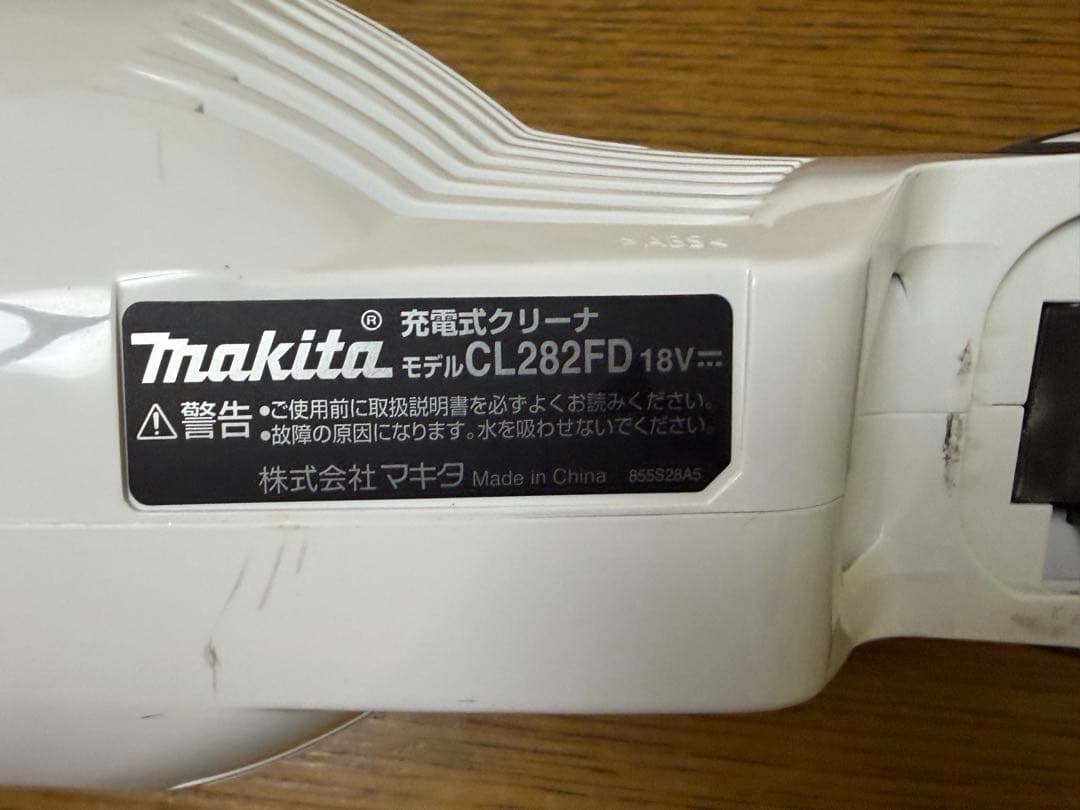 >ABS<
makita® 充電式クリーナ
モデルCL282FD 18V⎓
⚠警告 •ご使用前に取扱説明書を必ずよくお読みください。
•故障の原因になります。水を吸わせないでください。
株式会社マキタ Made in China 855S28A5